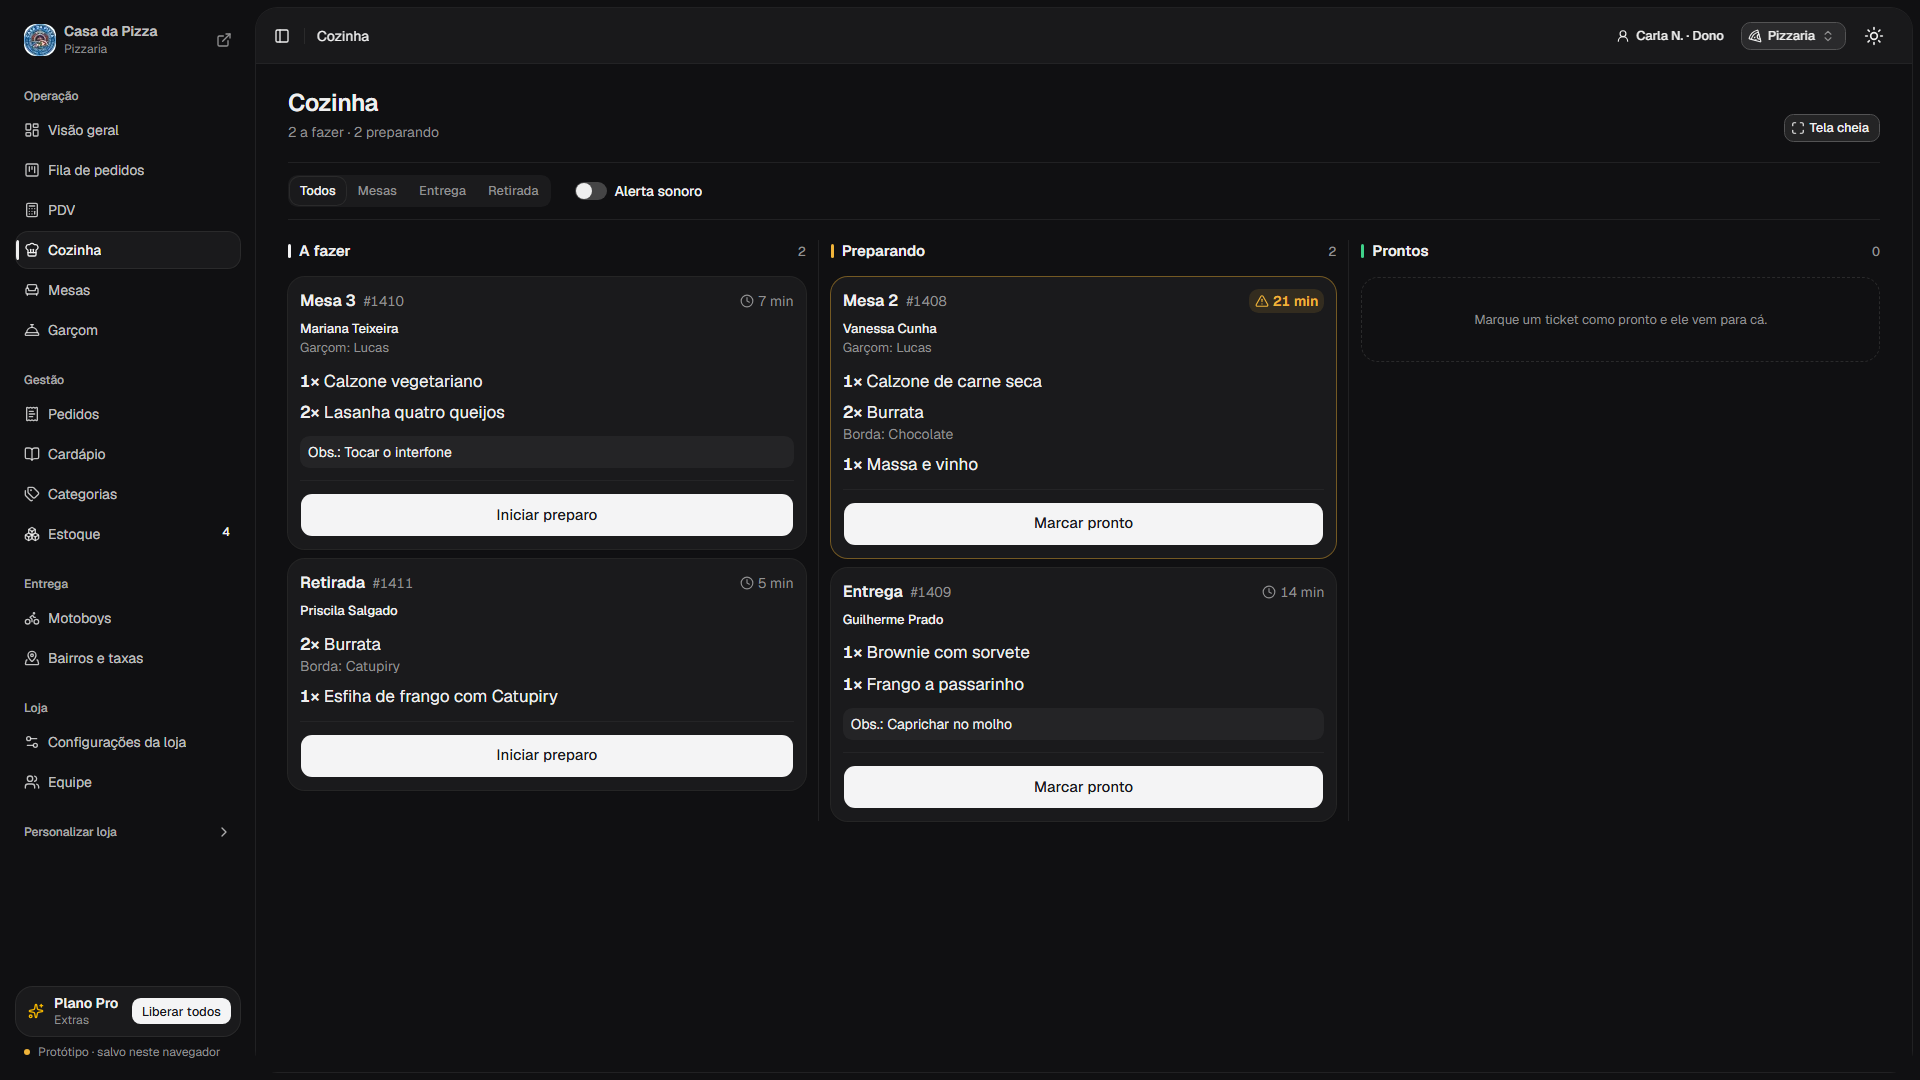 Casa da Pizza
Pizzaria
Operação
Visão geral
Fila de pedidos
PDV
Cozinha
Mesas
Garçom
Gestão
Pedidos
Cardápio
Categorias
Estoque 4
Entrega
Motoboys
Bairros e taxas
Loja
Configurações da loja
Equipe
Personalizar loja
Plano Pro
Extras
Liberar todos
Protótipo · salvo neste navegador
Cozinha
Carla N. · Dono
Pizzaria
Cozinha
2 a fazer · 2 preparando
Tela cheia
Todos Mesas Entrega Retirada
Alerta sonoro
A fazer 2
Mesa 3 #1410 7 min
Mariana Teixeira
Garçom: Lucas
1× Calzone vegetariano
2× Lasanha quatro queijos
Obs.: Tocar o interfone
Iniciar preparo
Retirada #1411 5 min
Priscila Salgado
2× Burrata
Borda: Catupiry
1× Esfiha de frango com Catupiry
Iniciar preparo
Preparando 2
Mesa 2 #1408 21 min
Vanessa Cunha
Garçom: Lucas
1× Calzone de carne seca
2× Burrata
Borda: Chocolate
1× Massa e vinho
Marcar pronto
Entrega #1409 14 min
Guilherme Prado
1× Brownie com sorvete
1× Frango a passarinho
Obs.: Caprichar no molho
Marcar pronto
Prontos 0
Marque um ticket como pronto e ele vem para cá.